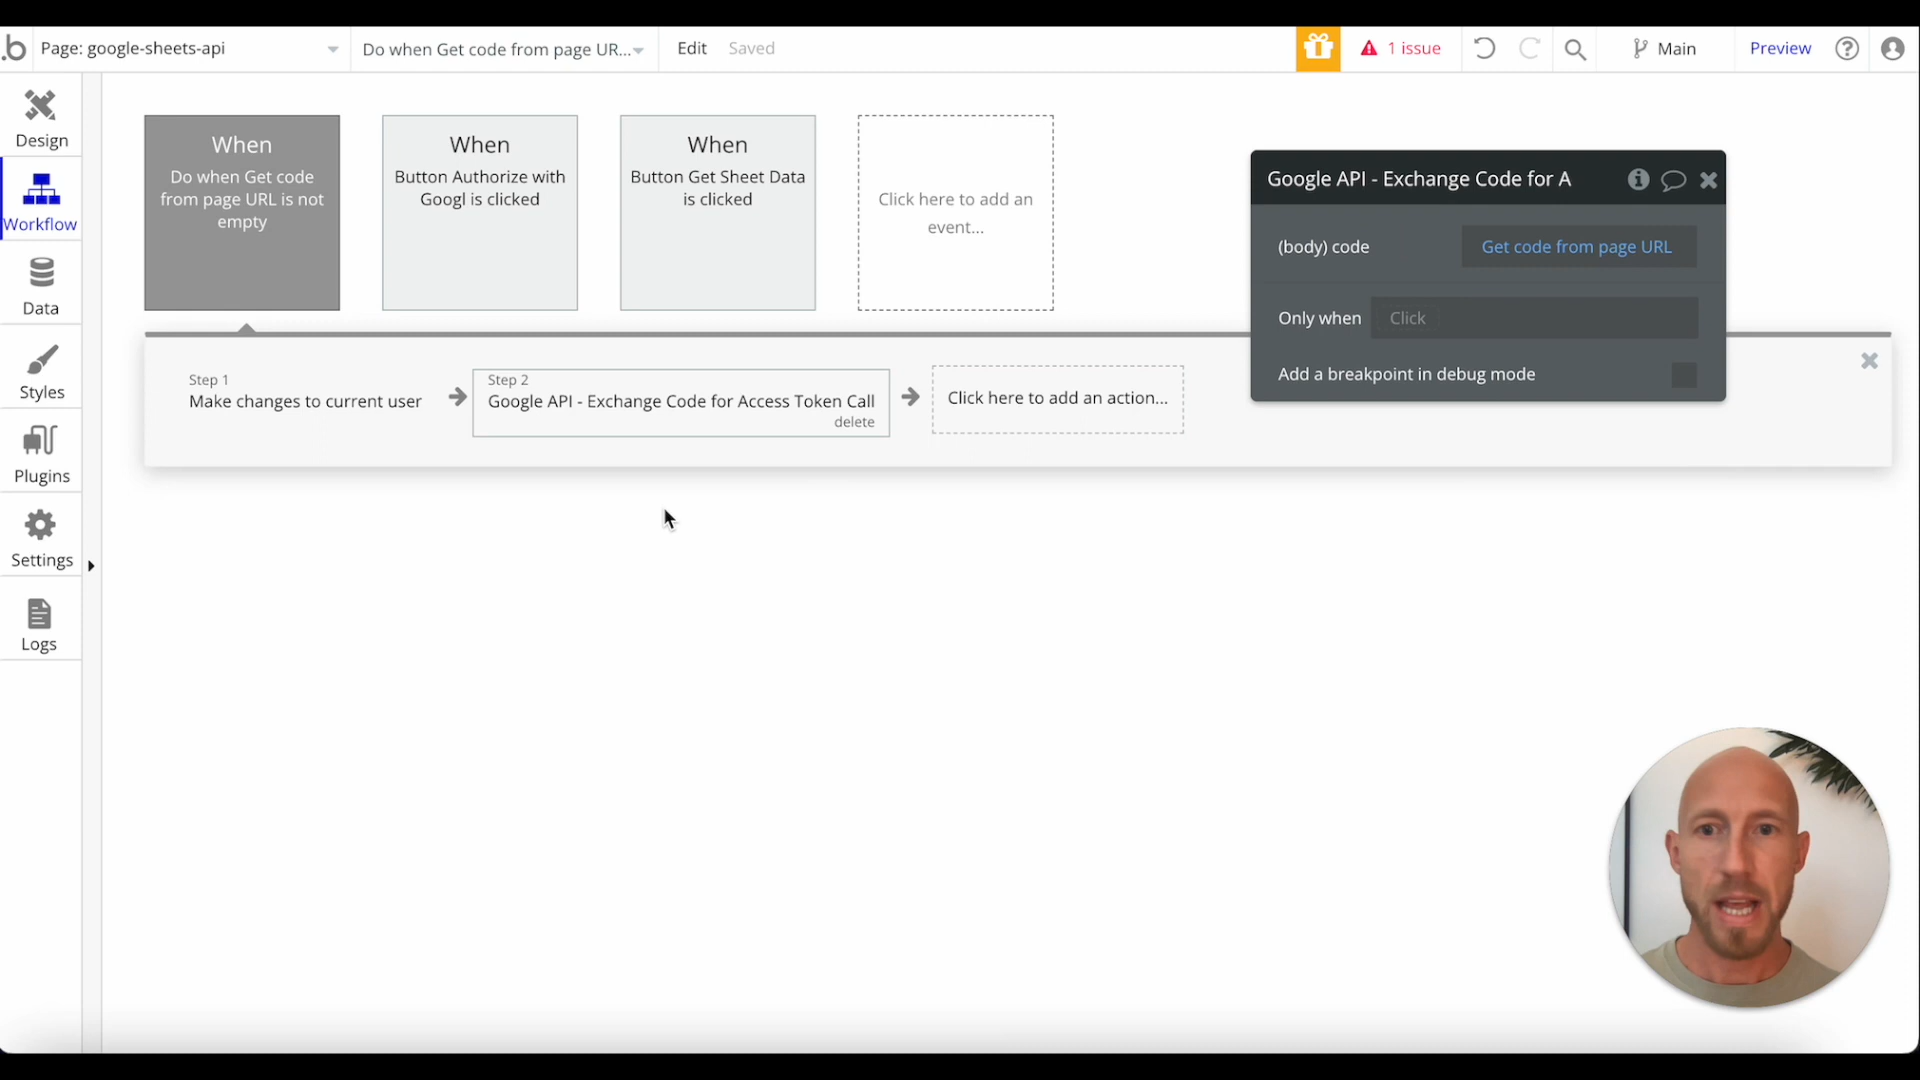 .b Page: google-sheets-api
Do when Get code from page UR...
Edit
Saved
1 issue
Main
Preview
?
Design
Workflow
Data
Styles
Plugins
Settings
Logs
When
Do when Get code
from page URL is not
empty
When
Button Authorize with
Googl is clicked
When
Button Get Sheet Data
is clicked
Click here to add an
event...
Google API - Exchange Code for A
(body) code
Get code from page URL
Only when
Click
Add a breakpoint in debug mode
Step 1
Make changes to current user
Step 2
Google API - Exchange Code for Access Token Call
delete
Click here to add an action...